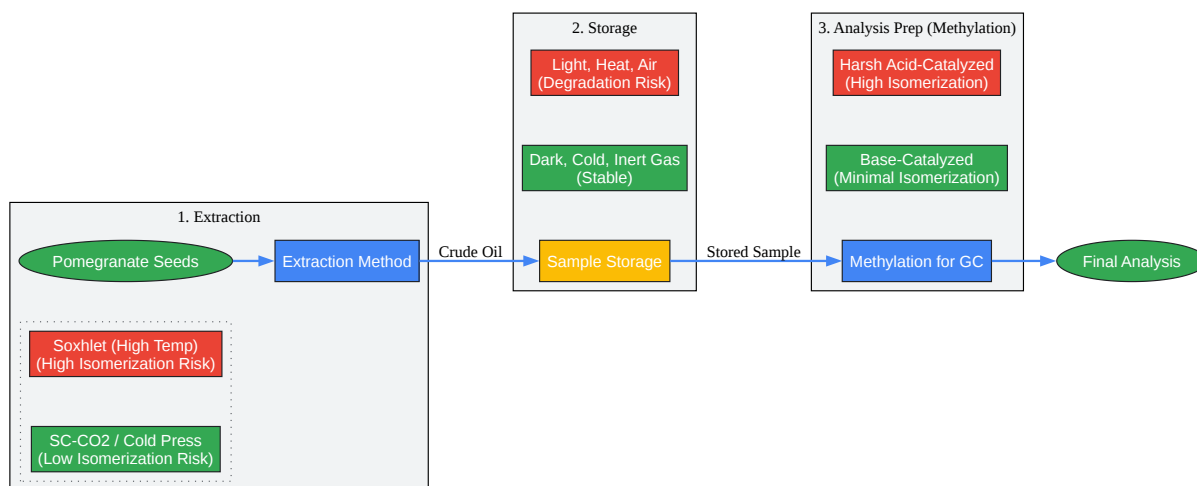 1. Extraction
Pomegranate Seeds
Extraction Method
Soxhlet (High Temp)
(High Isomerization Risk)
SC-CO2 / Cold Press
(Low Isomerization Risk)
Crude Oil
2. Storage
Light, Heat, Air
(Degradation Risk)
Dark, Cold, Inert Gas
(Stable)
Sample Storage
Stored Sample
3. Analysis Prep (Methylation)
Harsh Acid-Catalyzed
(High Isomerization)
Base-Catalyzed
(Minimal Isomerization)
Methylation for GC
Final Analysis